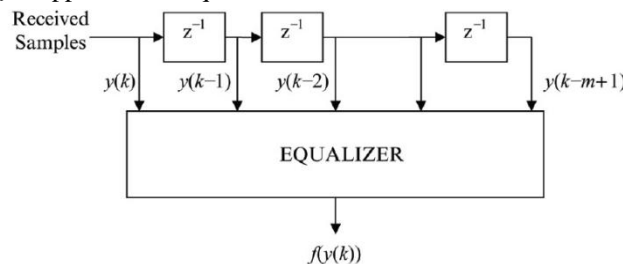 Received
Samples
z⁻¹ z⁻¹ z⁻¹
y(k) y(k−1) y(k−2) y(k−m+1)
EQUALIZER
f(y(k))